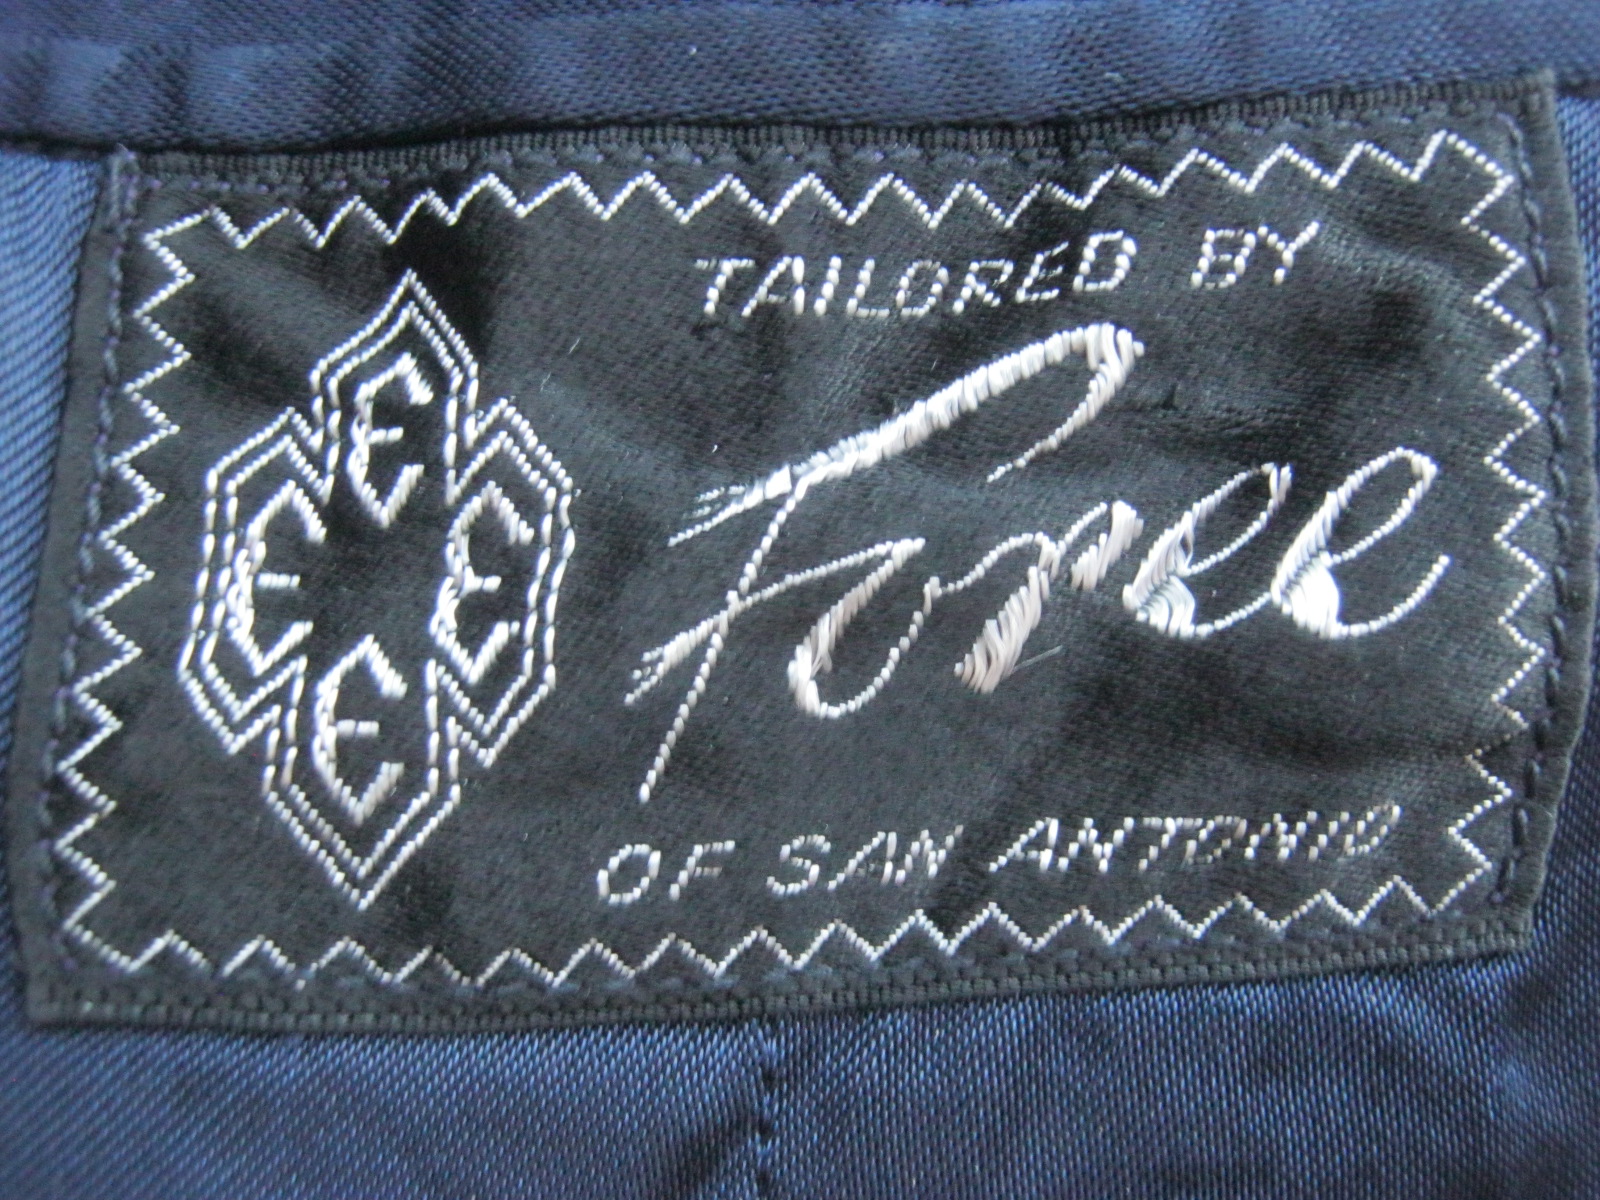 TAILORED BY
Foree
OF SAN ANTONIO
E
E E
E